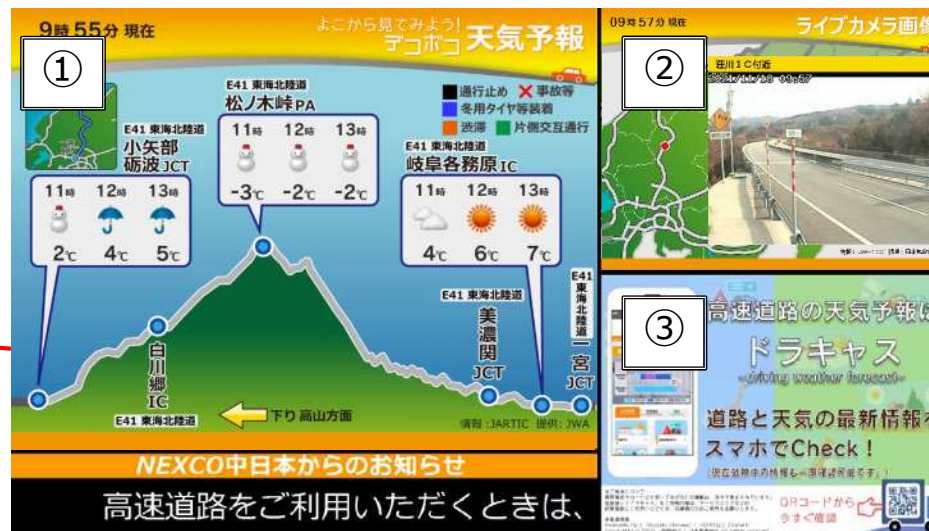 9時55分 現在
よこから見てみよう!
デコボコ 天気予報
①
E41 東海北陸道
松ノ木峠PA
11時 12時 13時
-3℃ -2℃ -2℃
通行止め 事故等
冬用タイヤ等装着
渋滞 片側交互通行
E41 東海北陸道
小矢部
砺波JCT
11時 12時 13時
2℃ 4℃ 5℃
E41 東海北陸道
岐阜各務原IC
11時 12時 13時
4℃ 6℃ 7℃
白川郷IC
E41 東海北陸道
E41 東海北陸道
美濃関JCT
E41 東海北陸道
一宮JCT
下り 高山方面
情報:JARTIC 提供:JWA
NEXCO中日本からのお知らせ
高速道路をご利用いただくときは、
09時57分 現在
ライブカメラ画像
②
荘川IC付近
③
高速道路の天気予報は
ドラキャス
-driving weather forecast-
道路と天気の最新情報を
スマホでCheck!
QRコードから
今すぐ確認